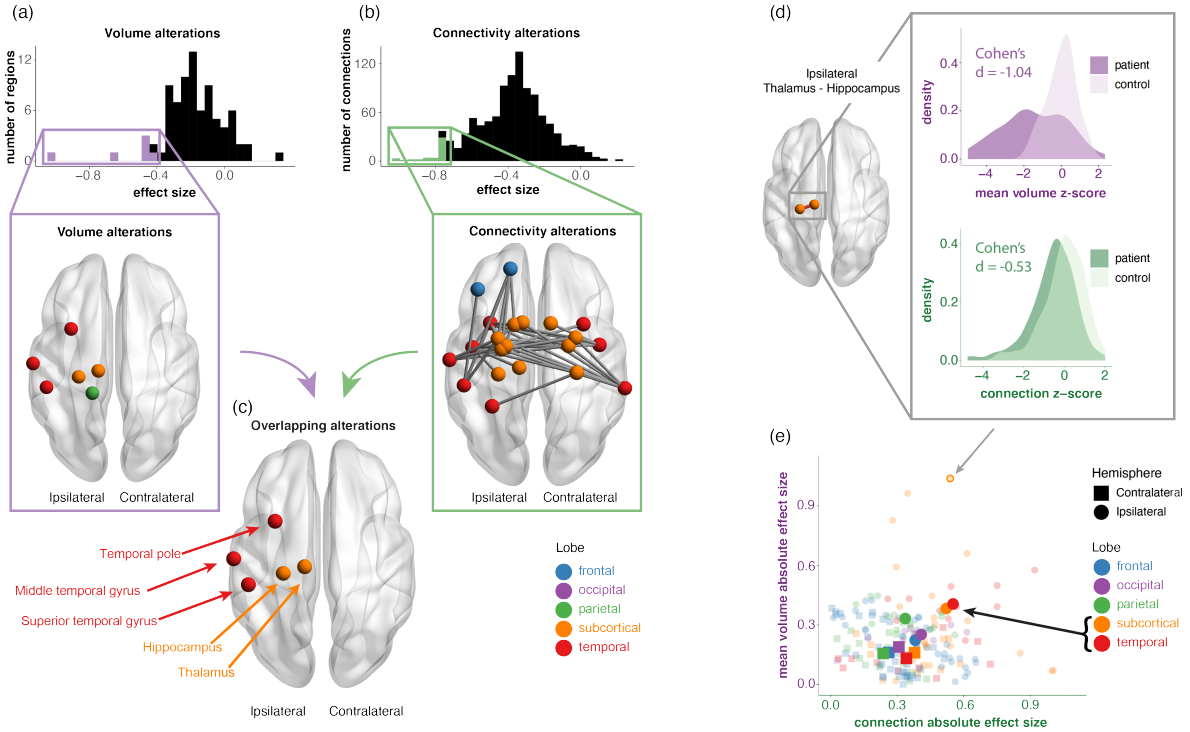 (a)
Volume alterations
number of regions
12
6
0
−0.8
−0.4
0.0
effect size
(b)
Connectivity alterations
number of connections
120
60
0
−0.8
−0.4
0.0
effect size
Volume alterations
Ipsilateral
Contralateral
Connectivity alterations
Ipsilateral
Contralateral
(c)
Overlapping alterations
Temporal pole
Middle temporal gyrus
Superior temporal gyrus
Hippocampus
Thalamus
Ipsilateral
Contralateral
Lobe
frontal
occipital
parietal
subcortical
temporal
(d)
Ipsilateral
Thalamus - Hippocampus
Cohen's
d = -1.04
patient
control
density
0.4
0.2
0.0
−4
−2
0
2
mean volume z-score
Cohen's
d = -0.53
patient
control
density
0.4
0.2
0.0
−4
−2
0
2
connection z−score
(e)
mean volume absolute effect size
0.9
0.6
0.3
0.0
0.0
0.3
0.6
0.9
connection absolute effect size
Hemisphere
Contralateral
Ipsilateral
Lobe
frontal
occipital
parietal
subcortical
temporal